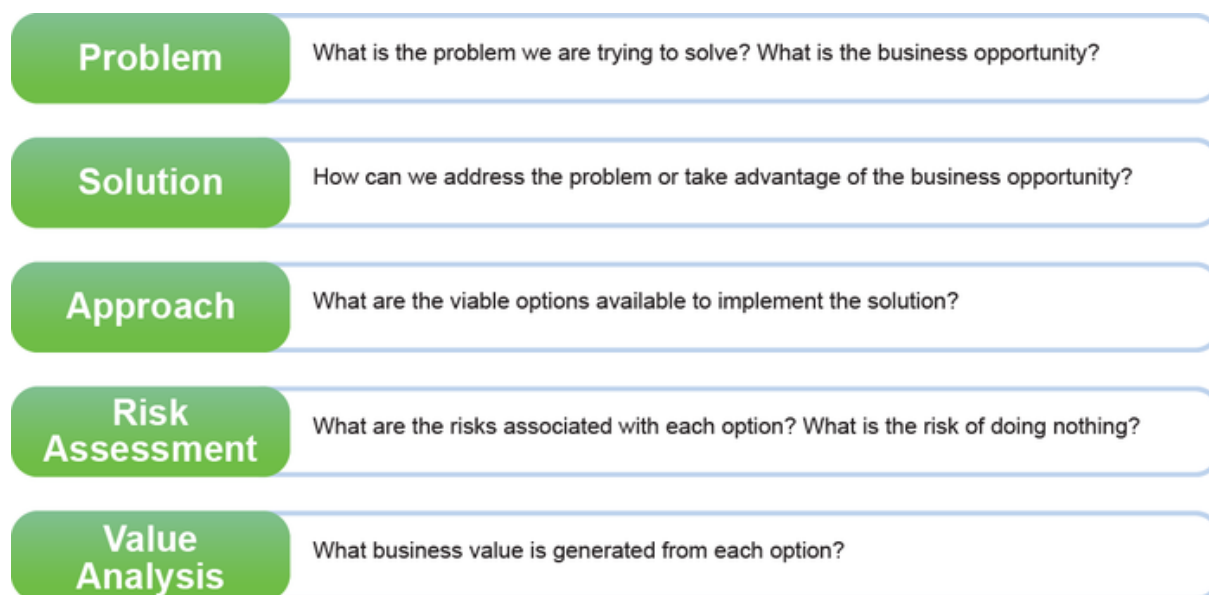 Problem
What is the problem we are trying to solve? What is the business opportunity?
Solution
How can we address the problem or take advantage of the business opportunity?
Approach
What are the viable options available to implement the solution?
Risk
Assessment
What are the risks associated with each option? What is the risk of doing nothing?
Value
Analysis
What business value is generated from each option?